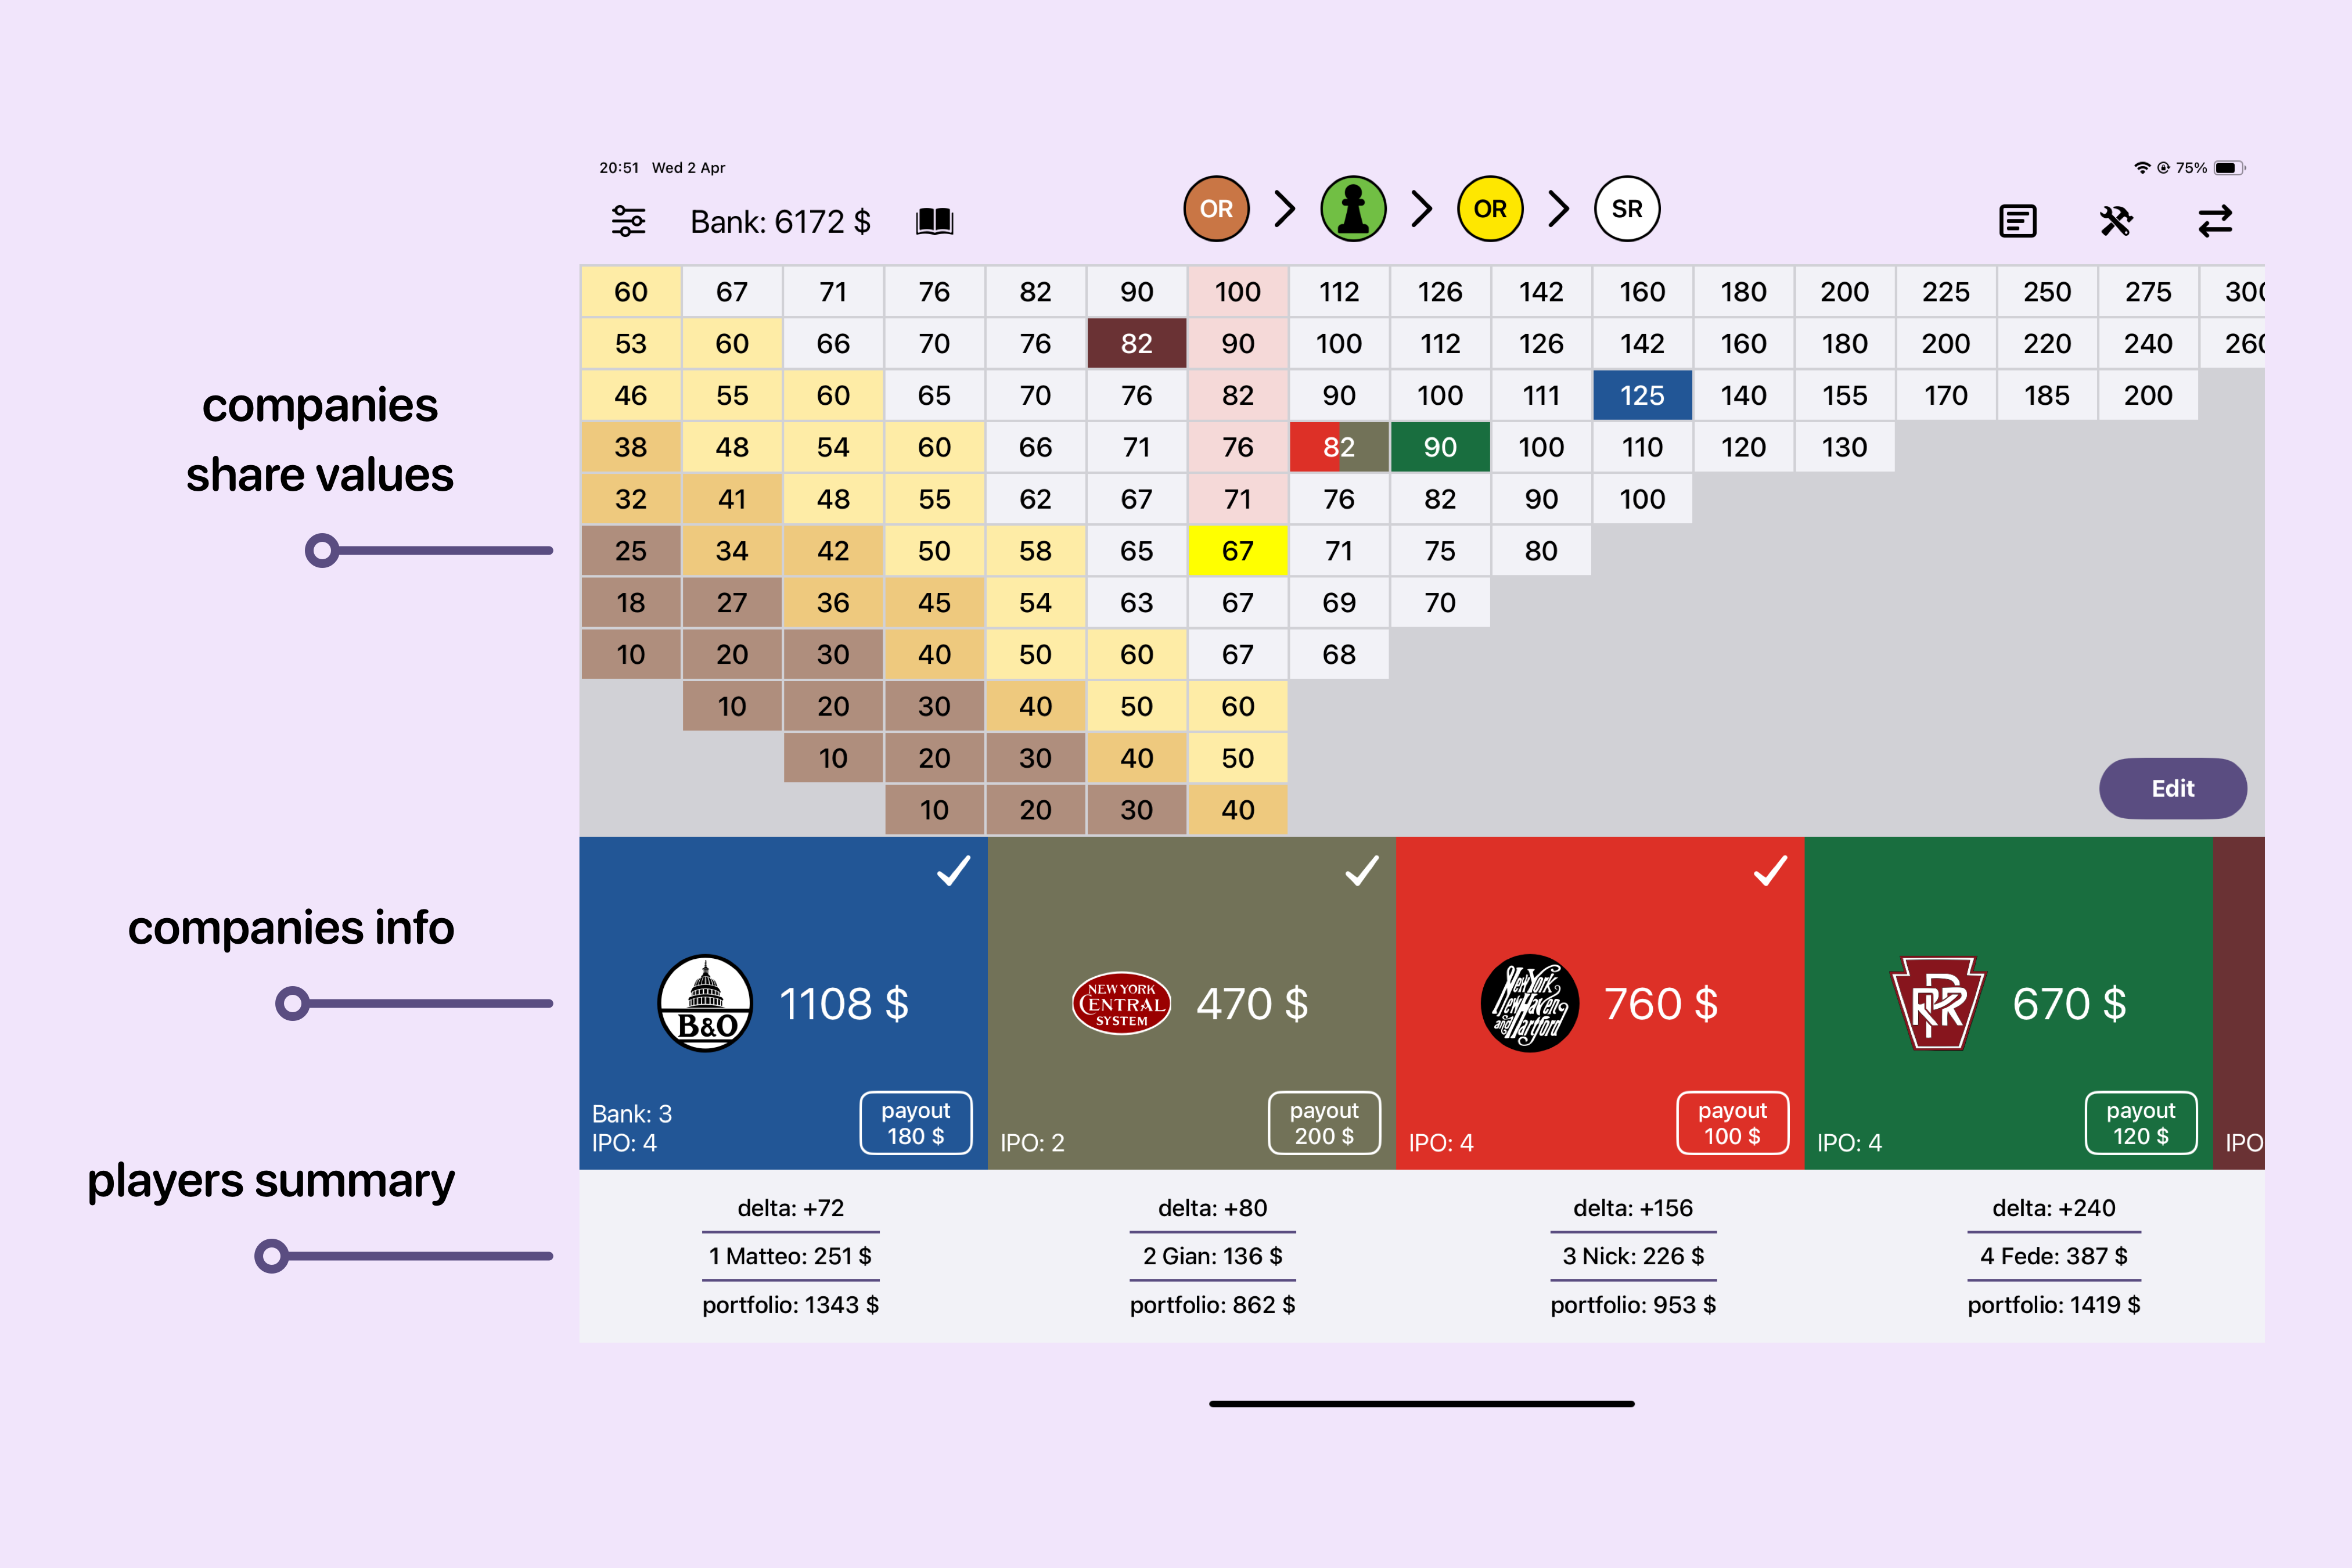 20:51 Wed 2 Apr
75%
Bank: 6172 $
OR
OR
SR
60 67 71 76 82 90 100 112 126 142 160 180 200 225 250 275 300
53 60 66 70 76 82 90 100 112 126 142 160 180 200 220 240 260
46 55 60 65 70 76 82 90 100 111 125 140 155 170 185 200
38 48 54 60 66 71 76 82 90 100 110 120 130
32 41 48 55 62 67 71 76 82 90 100
25 34 42 50 58 65 67 71 75 80
18 27 36 45 54 63 67 69 70
10 20 30 40 50 60 67 68
10 20 30 40 50 60
10 20 30 40 50
10 20 30 40
Edit
companies
share values
companies info
players summary
B&O
1108 $
Bank: 3
IPO: 4
payout
180 $
NEW YORK
CENTRAL
SYSTEM
470 $
IPO: 2
payout
200 $
New York
New Haven
and Hartford
760 $
IPO: 4
payout
100 $
PRR
670 $
IPO: 4
payout
120 $
IPO
delta: +72
1 Matteo: 251 $
portfolio: 1343 $
delta: +80
2 Gian: 136 $
portfolio: 862 $
delta: +156
3 Nick: 226 $
portfolio: 953 $
delta: +240
4 Fede: 387 $
portfolio: 1419 $